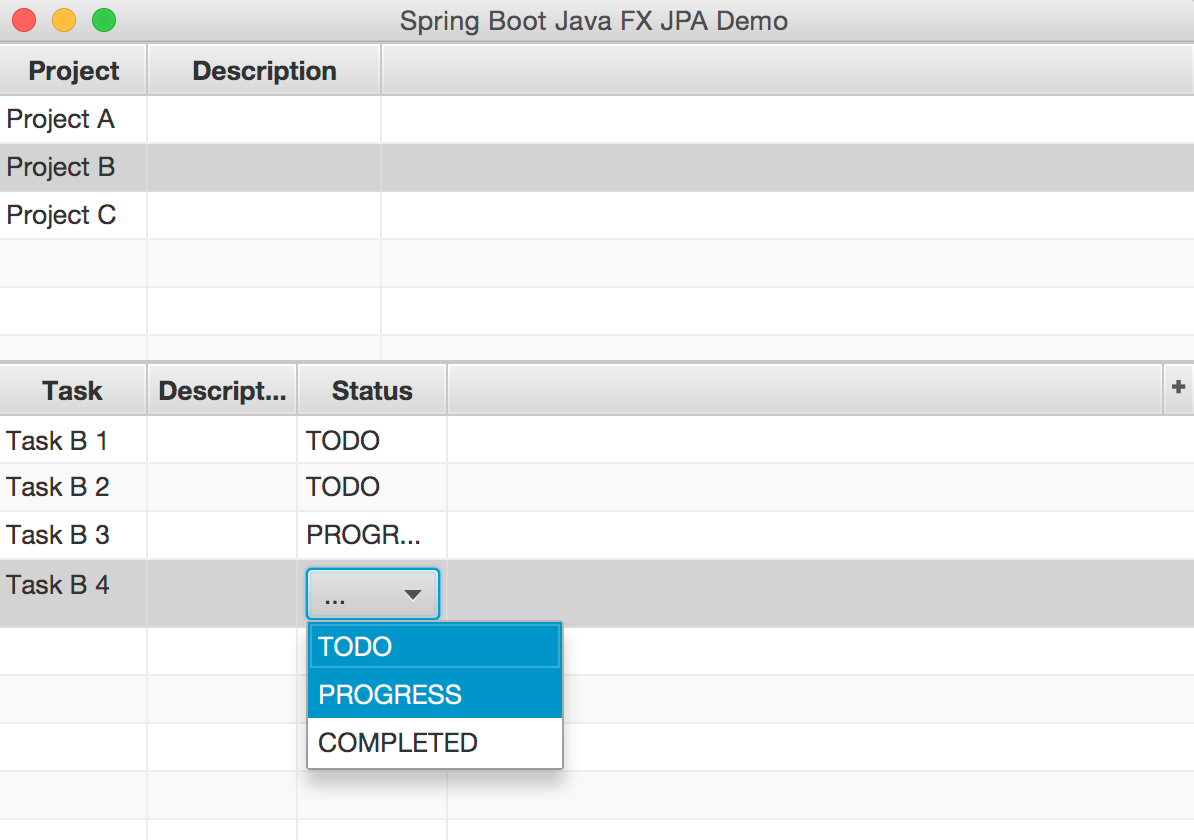 Spring Boot Java FX JPA Demo
Project Description
Project A
Project B
Project C
Task Descript... Status +
Task B 1 TODO
Task B 2 TODO
Task B 3 PROGR...
Task B 4 ...
TODO
PROGRESS
COMPLETED